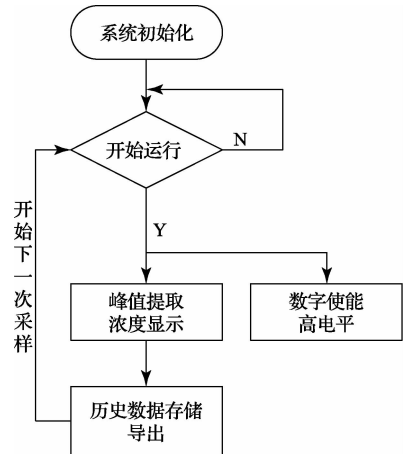 系统初始化
开始运行
N
Y
开始下一次采样
峰值提取
浓度显示
数字使能
高电平
历史数据存储
导出